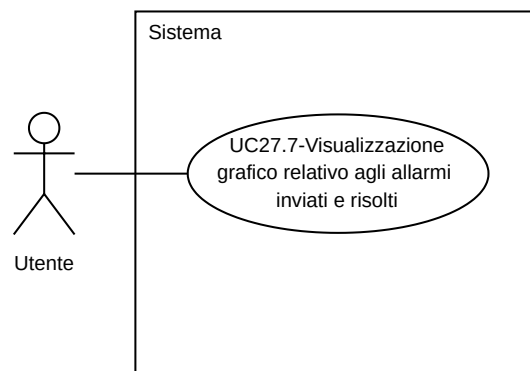 Sistema
UC27.7-Visualizzazione
grafico relativo agli allarmi
inviati e risolti
Utente